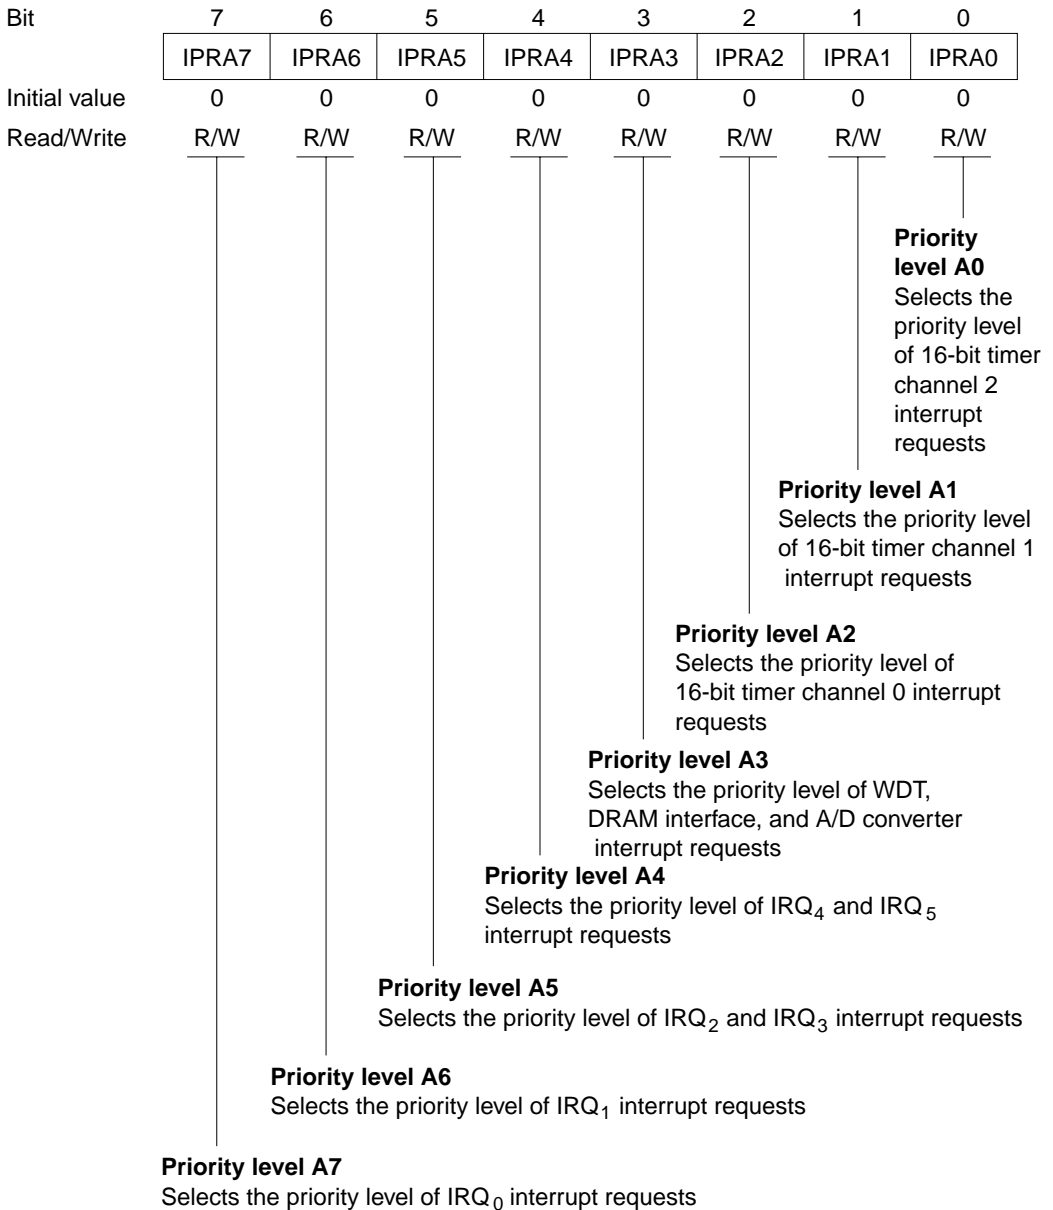 Bit 7 6 5 4 3 2 1 0
IPRA7 IPRA6 IPRA5 IPRA4 IPRA3 IPRA2 IPRA1 IPRA0
Initial value 0 0 0 0 0 0 0 0
Read/Write R/W R/W R/W R/W R/W R/W R/W R/W
Priority
level A0
Selects the
priority level
of 16-bit timer
channel 2
interrupt
requests
Priority level A1
Selects the priority level
of 16-bit timer channel 1
interrupt requests
Priority level A2
Selects the priority level of
16-bit timer channel 0 interrupt
requests
Priority level A3
Selects the priority level of WDT,
DRAM interface, and A/D converter
interrupt requests
Priority level A4
Selects the priority level of IRQ₄ and IRQ₅
interrupt requests
Priority level A5
Selects the priority level of IRQ₂ and IRQ₃ interrupt requests
Priority level A6
Selects the priority level of IRQ₁ interrupt requests
Priority level A7
Selects the priority level of IRQ₀ interrupt requests